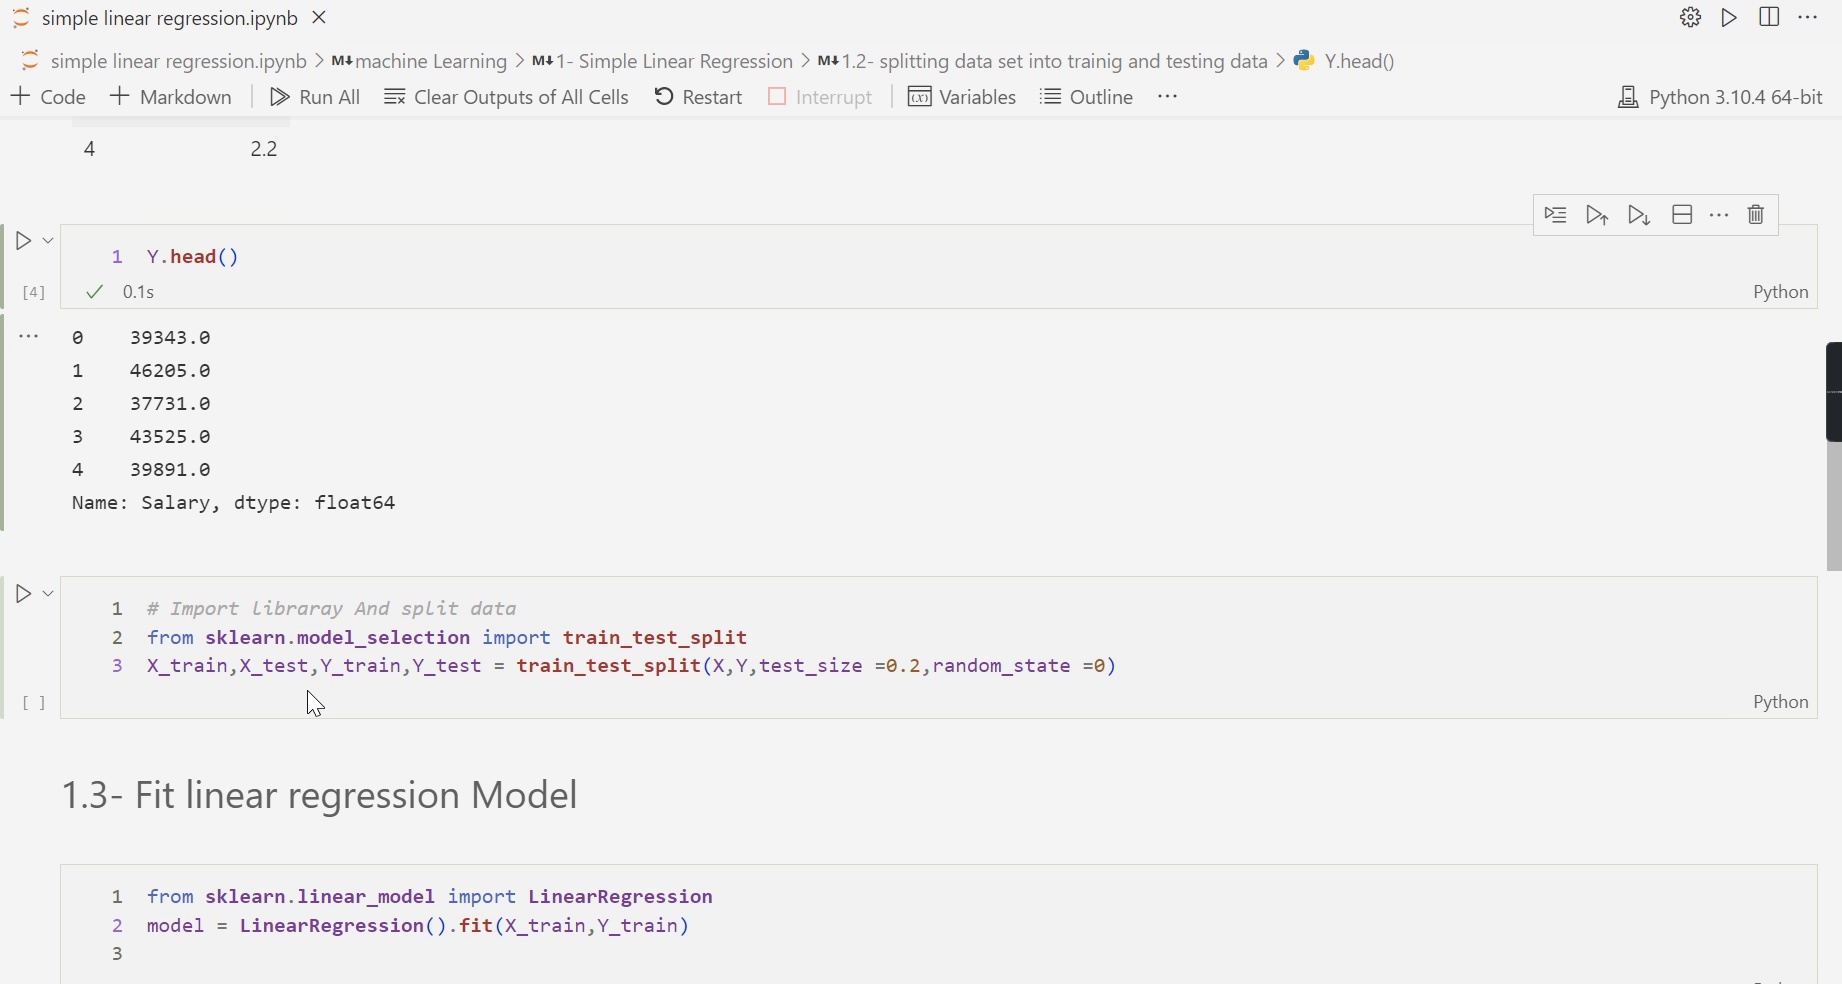 simple linear regression.ipynb
simple linear regression.ipynb > M↓ machine Learning > M↓ 1- Simple Linear Regression > M↓ 1.2- splitting data set into trainig and testing data > Y.head()
+ Code + Markdown Run All Clear Outputs of All Cells Restart Interrupt Variables Outline ... Python 3.10.4 64-bit
4 2.2
1 Y.head()
[4] 0.1s Python
0 39343.0
1 46205.0
2 37731.0
3 43525.0
4 39891.0
Name: Salary, dtype: float64
1 # Import libraray And split data
2 from sklearn.model_selection import train_test_split
3 X_train,X_test,Y_train,Y_test = train_test_split(X,Y,test_size =0.2,random_state =0)
[ ] Python
1.3- Fit linear regression Model
1 from sklearn.linear_model import LinearRegression
2 model = LinearRegression().fit(X_train,Y_train)
3